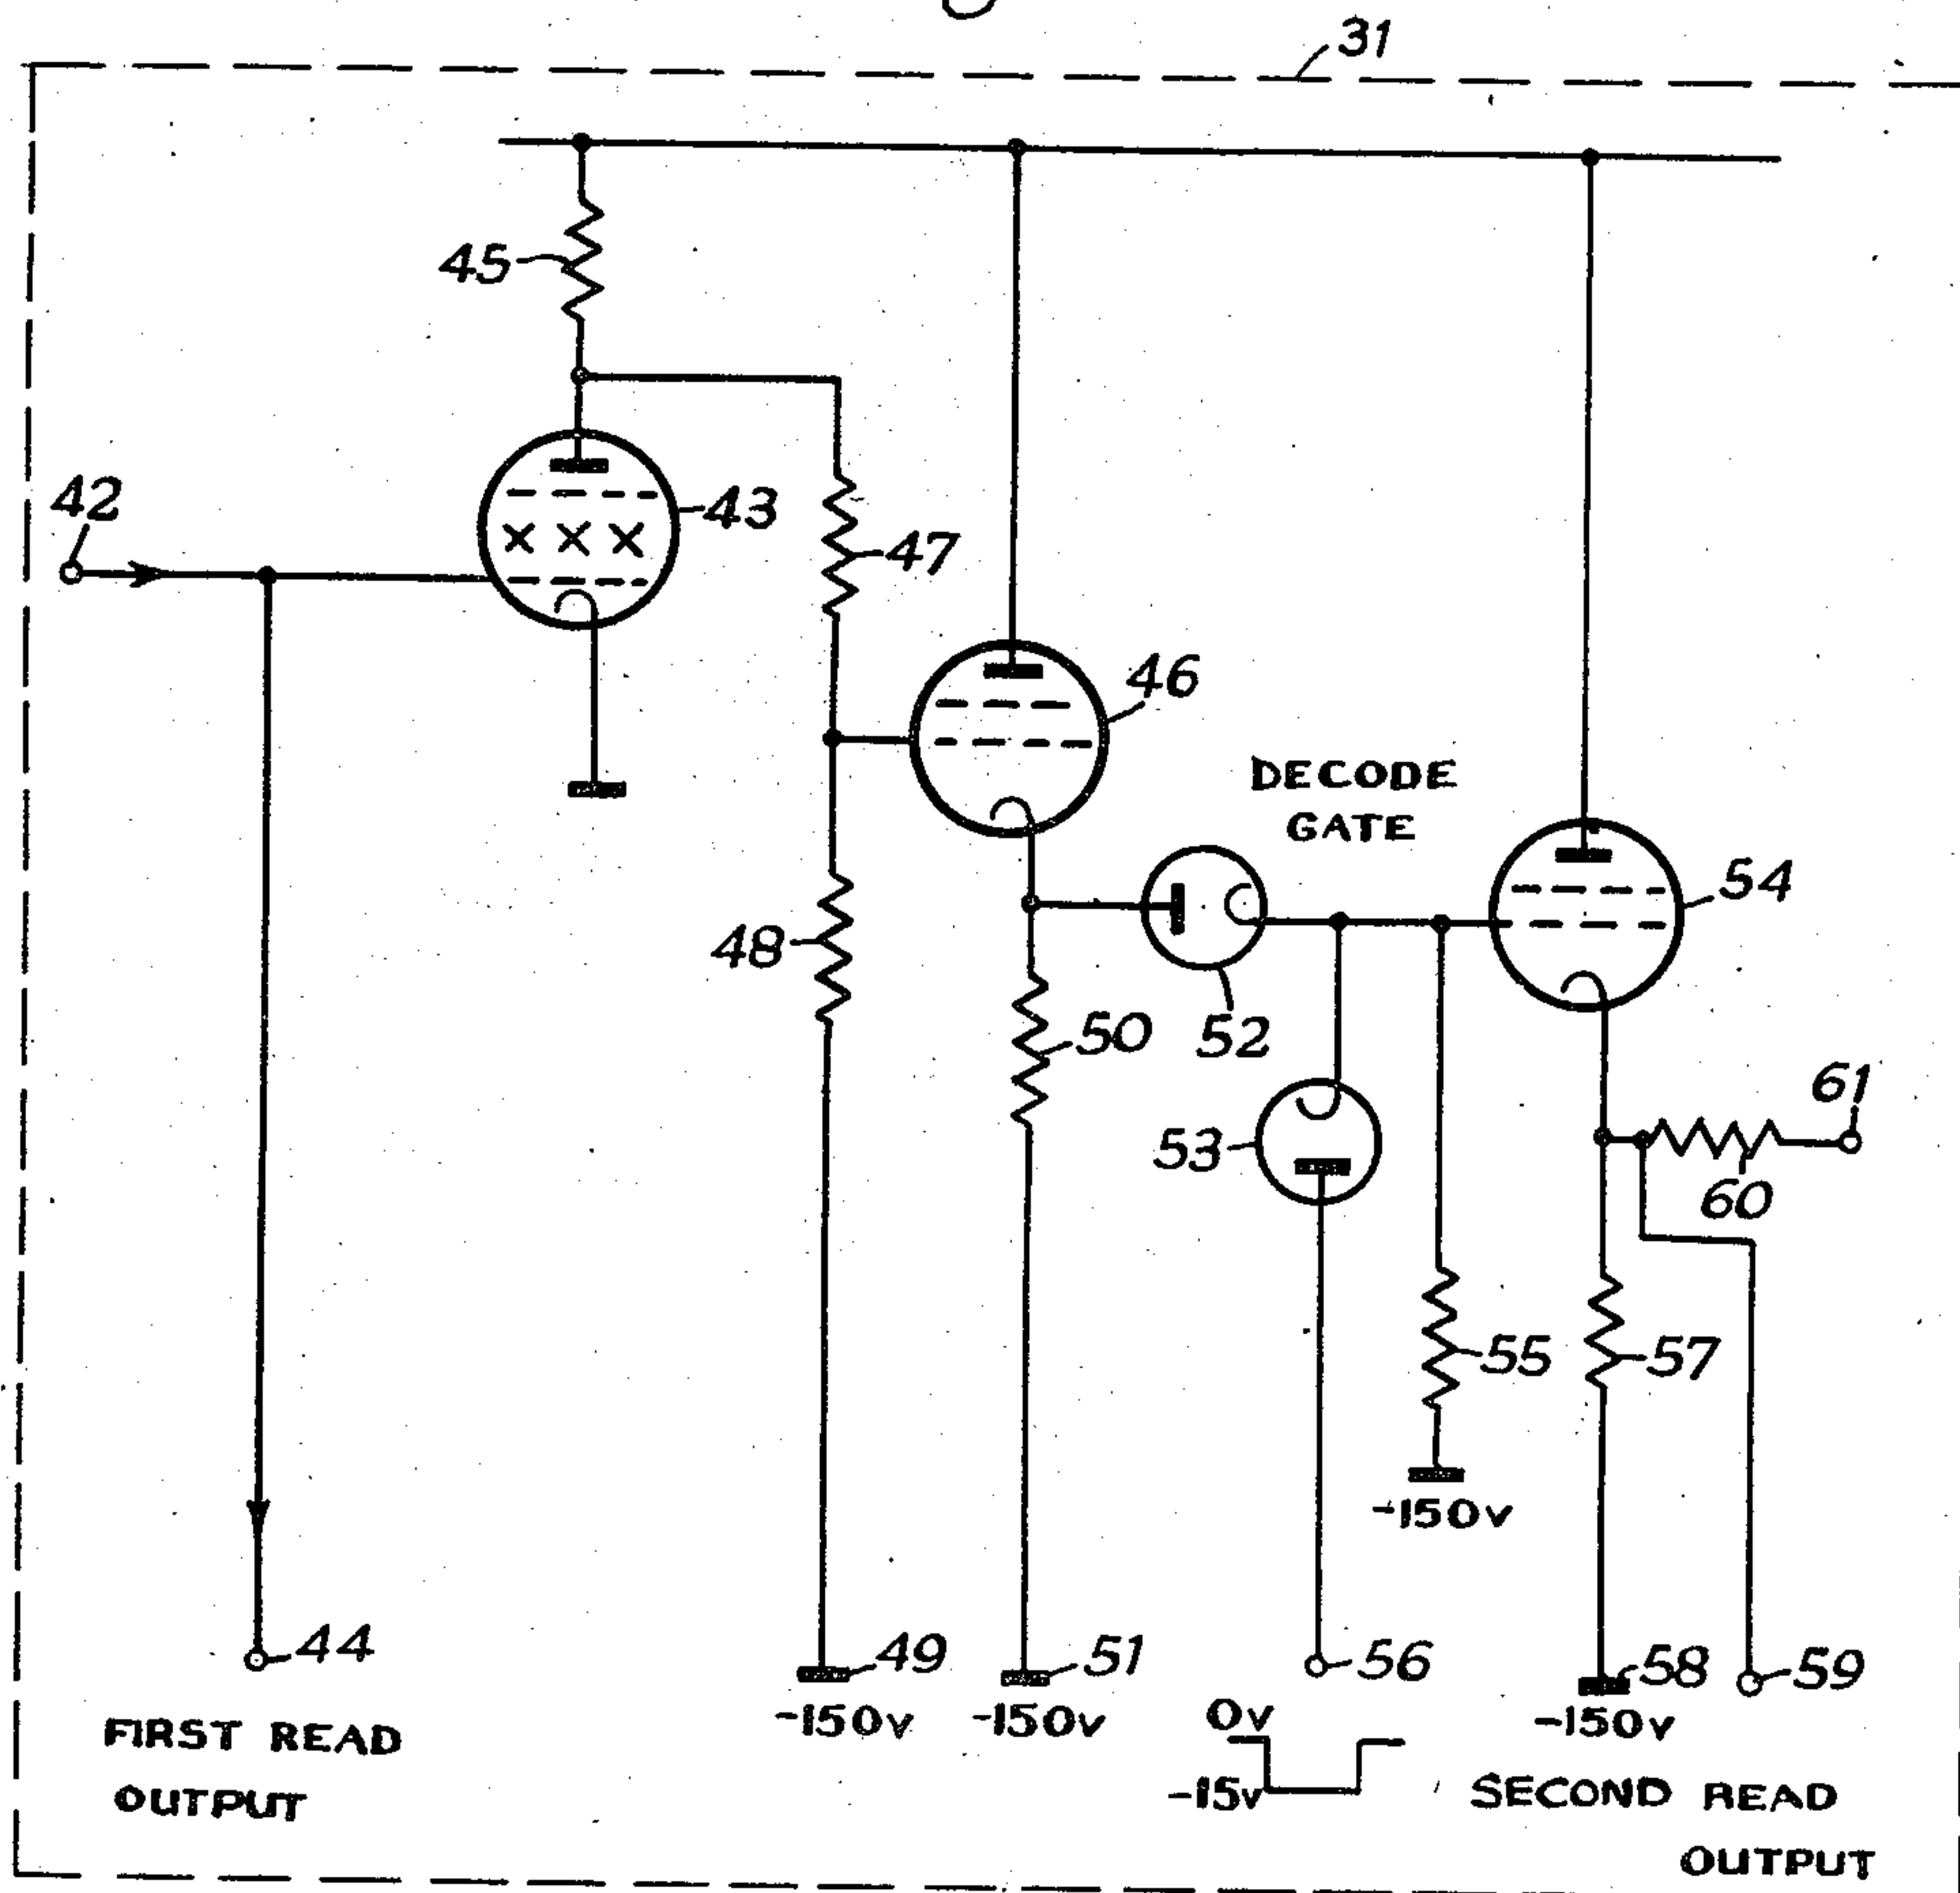 31
45
42
43
47
46
DECODE
GATE
54
48
50
52
61
53
60
55
57
-150v
44
49
51
56
58
59
-150v
-150v
0v
-150v
-15v
FIRST READ
OUTPUT
SECOND READ
OUTPUT